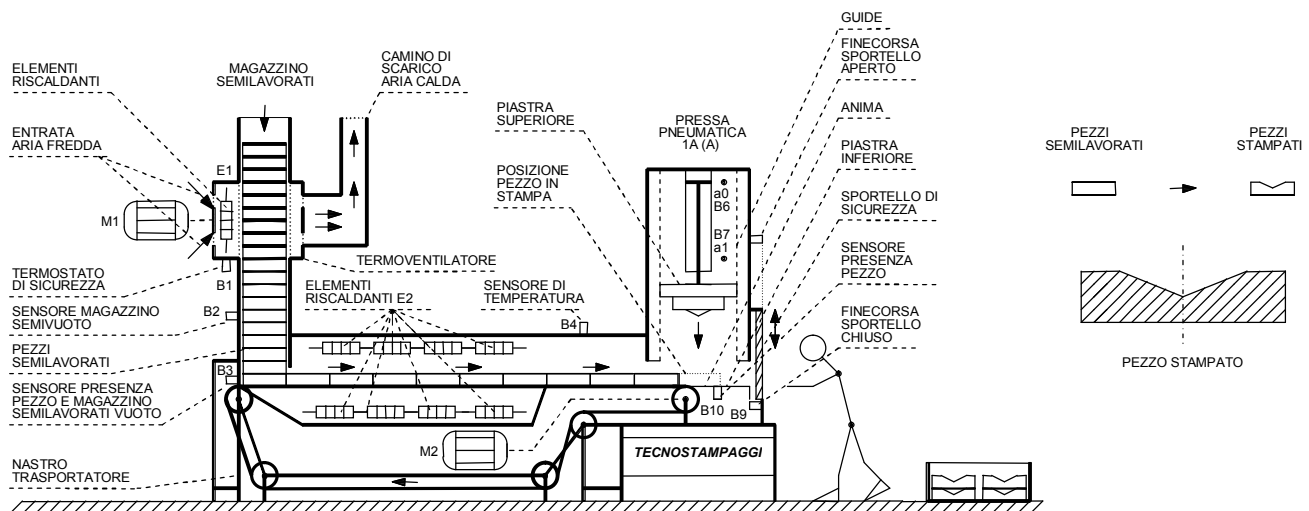 ELEMENTI
RISCALDANTI
ENTRATA
ARIA FREDDA
MAGAZZINO
SEMILAVORATI
CAMINO DI
SCARICO
ARIA CALDA
E1
M1
TERMOSTATO
DI SICUREZZA
B1
SENSORE MAGAZZINO
SEMIVUOTO
B2
PEZZI
SEMILAVORATI
SENSORE PRESENZA
PEZZO E MAGAZZINO
SEMILAVORATI VUOTO
B3
NASTRO
TRASPORTATORE
TERMOVENTILATORE
ELEMENTI
RISCALDANTI E2
SENSORE DI
TEMPERATURA
B4
M2
PIASTRA
SUPERIORE
POSIZIONE
PEZZO IN
STAMPA
PRESSA
PNEUMATICA
1A (A)
a0
B6
B7
a1
B10
B9
TECNOSTAMPAGGI
GUIDE
FINECORSA
SPORTELLO
APERTO
ANIMA
PIASTRA
INFERIORE
SPORTELLO DI
SICUREZZA
SENSORE
PRESENZA
PEZZO
FINECORSA
SPORTELLO
CHIUSO
PEZZI
SEMILAVORATI
PEZZI
STAMPATI
PEZZO STAMPATO